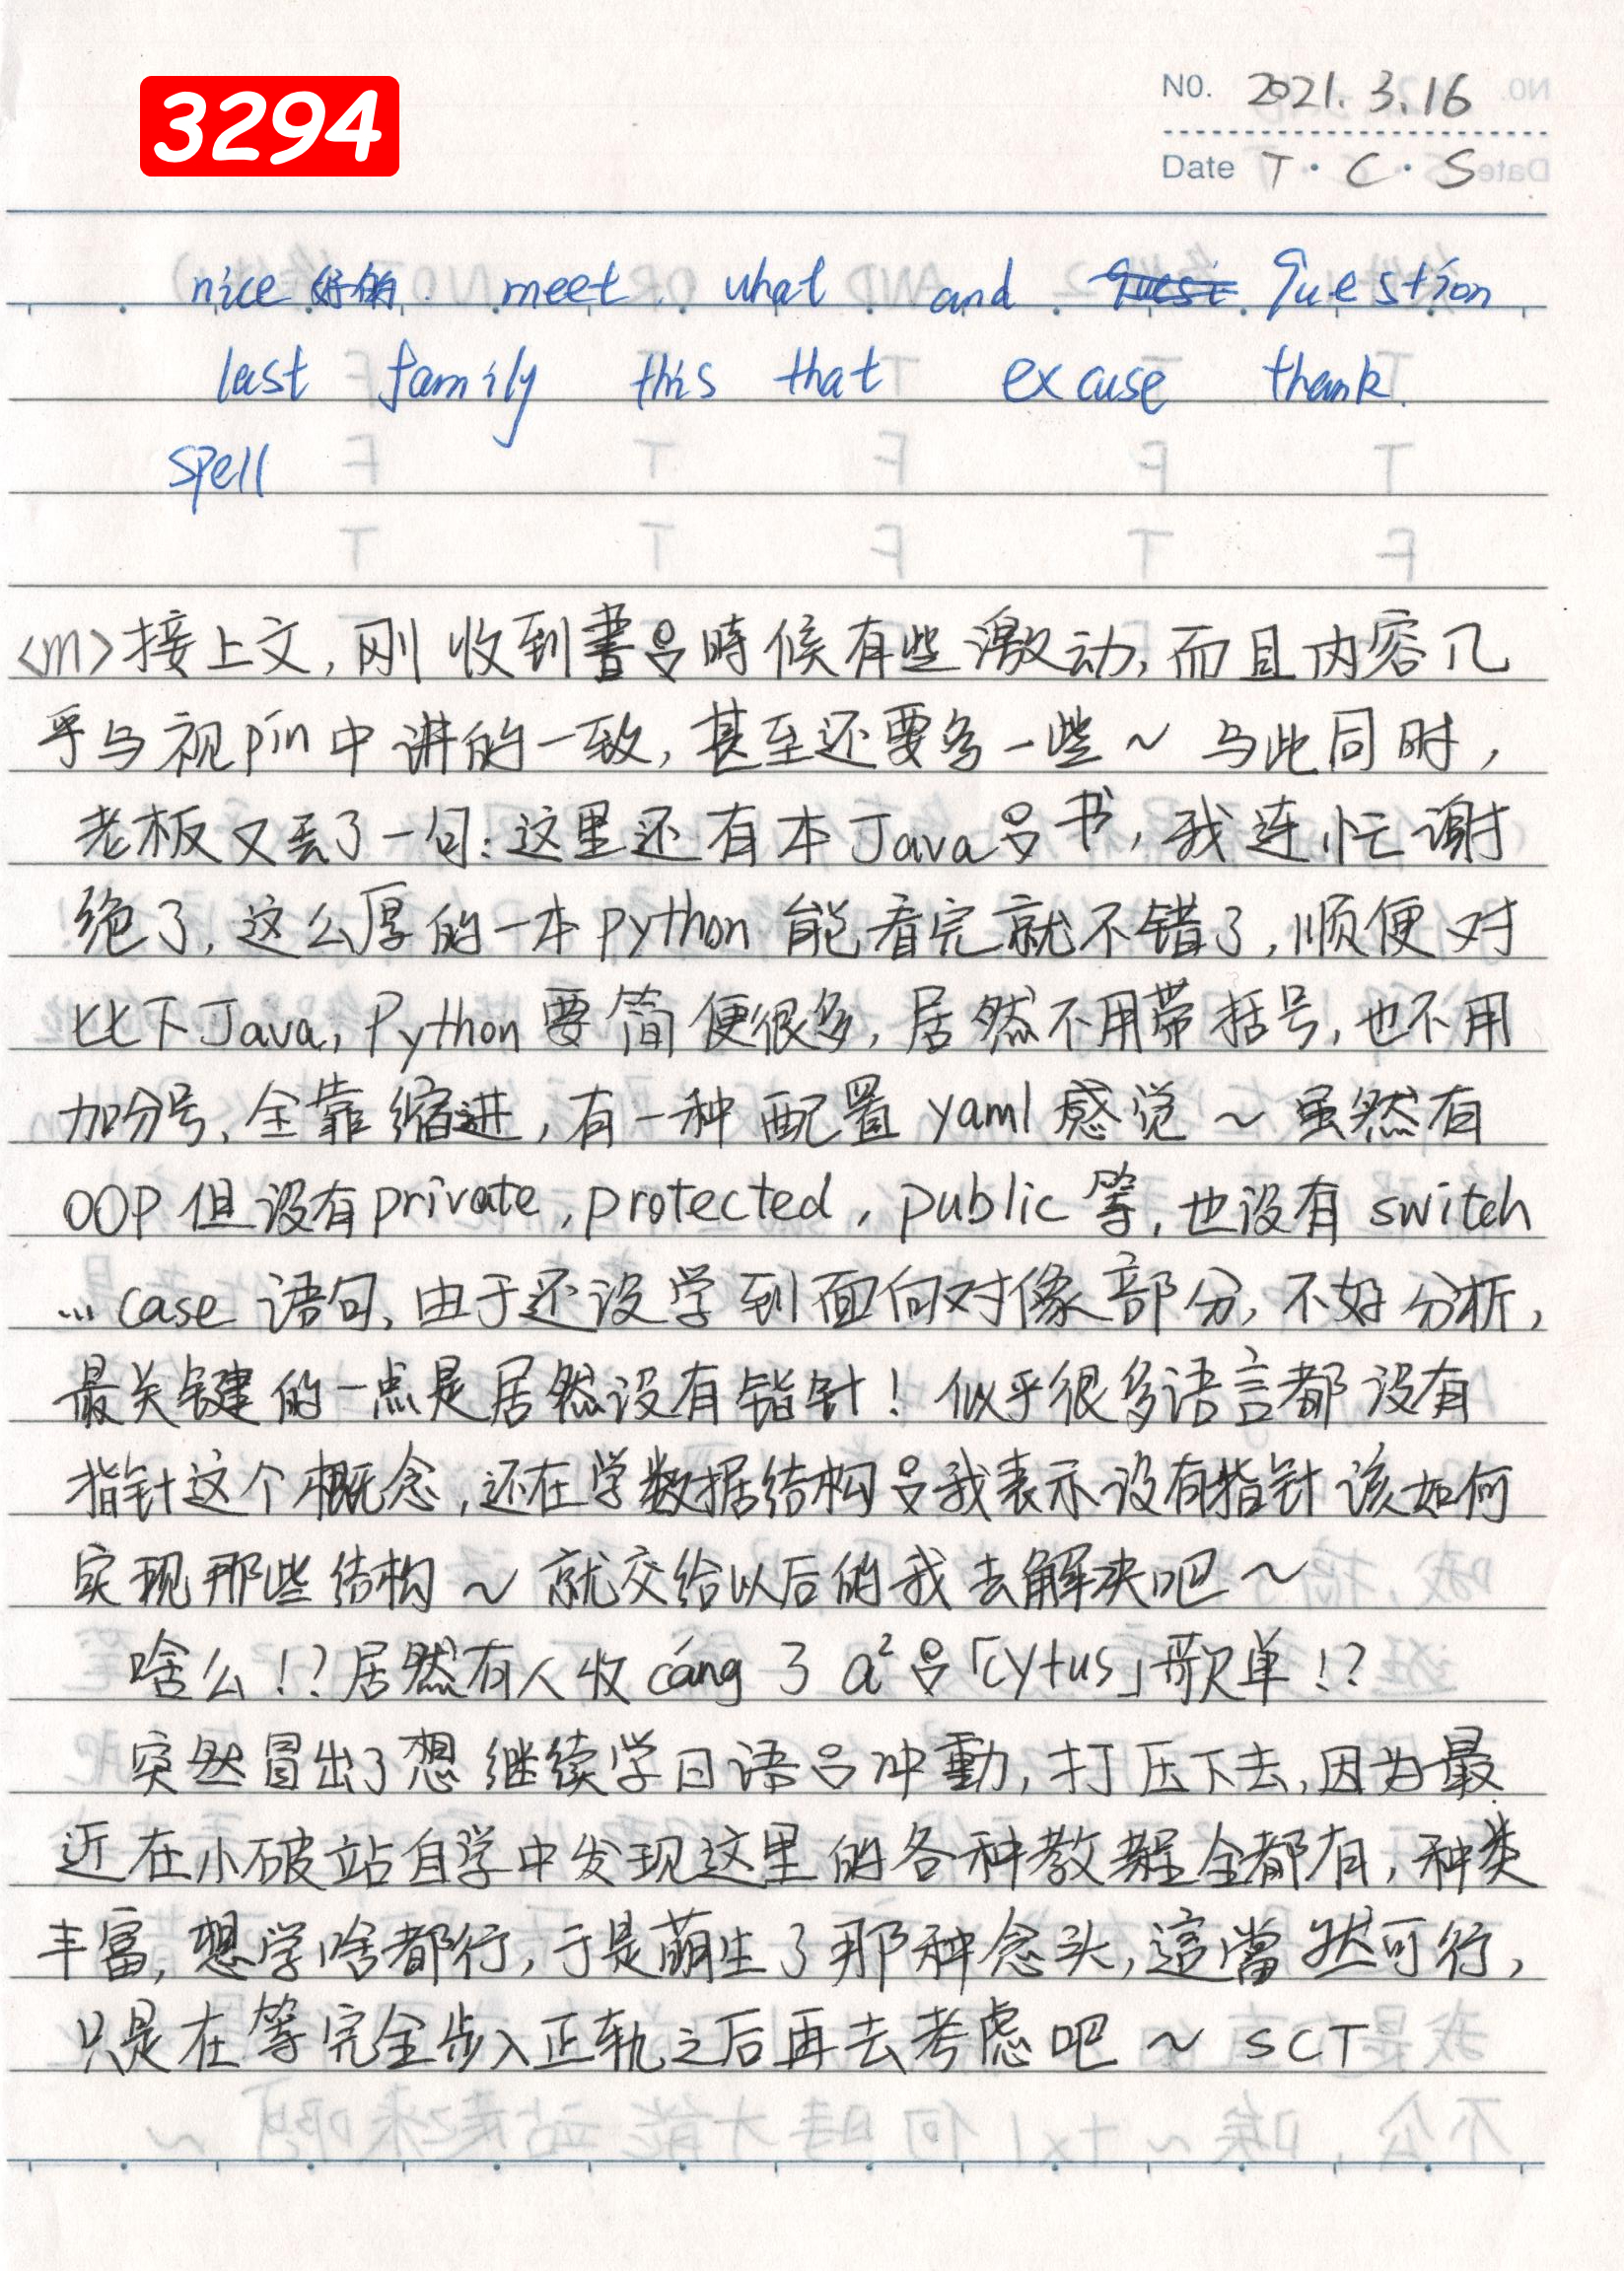 3294
NO. 2021.3.16
Date T·C·S
nice 好的 meet what and question
last family this that excuse thank
spell
<m>接上文,刚收到書吕時候有些激动,而且内容几
乎与视pín中讲的一致,甚至还要多一些~与此同时,
老板又丢了一句:这里还有本Java吕书,我连忙谢
绝了,这么厚的一本python能看完就不错了,顺便对
比下Java,Python要简便很多,居然不用带括号,也不用
加分号、全靠缩进,有一种配置yaml感觉~虽然有
OOP但没有private,protected,public等,也没有switch
...case语句,由于还没学到面向对像部分,不好分析,
最关键的一点是居然没有指针!似乎很多语言都没有
指针这个概念,还在学数据结构吕我表示没有指针该如何
实现那些结构~就交给以后的我去解决吧~
啥么!?居然有人收cáng了a²吕「Cytus」歌单!?
突然冒出了想继续学日语吕冲動,打压下去,因为最
近在小破站自学中发现这里的各种教程全都有,种类
丰富,想学啥都行,于是萌生了那种念头,這當然可行,
只是在等完全步入正轨之后再去考虑吧~SCT